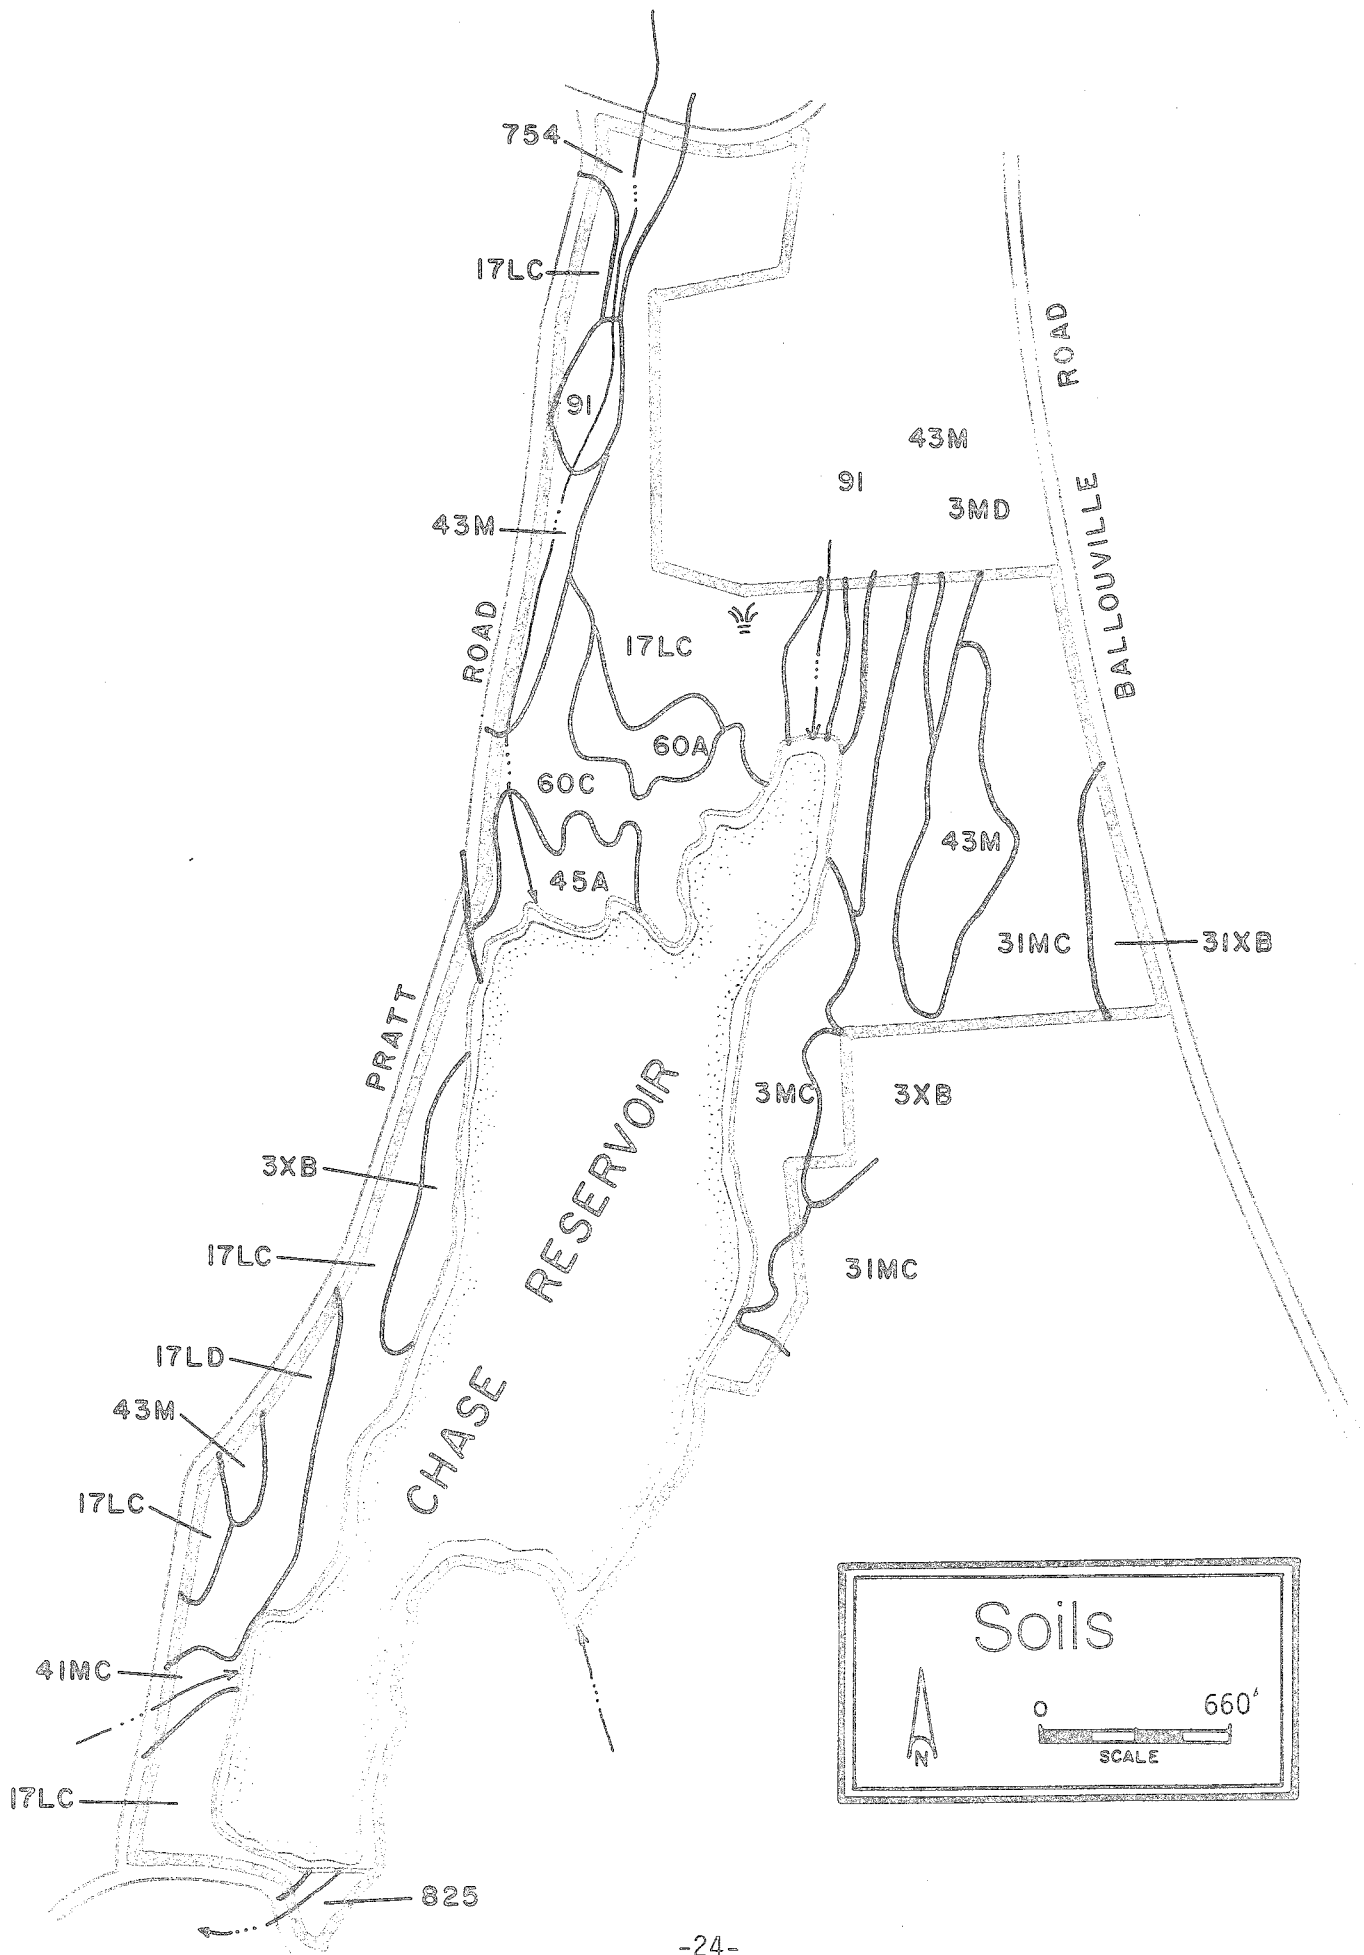 754
17LC
ROAD
91
43M
91
3MD
43M
BALLOUVILLE
ROAD
17LC
60A
60C
43M
45A
31MC
31XB
PRATT
3MC
3XB
CHASE RESERVOIR
3XB
17LC
31MC
17LD
43M
17LC
Soils
0 660'
N
SCALE
41MC
17LC
825
-24-